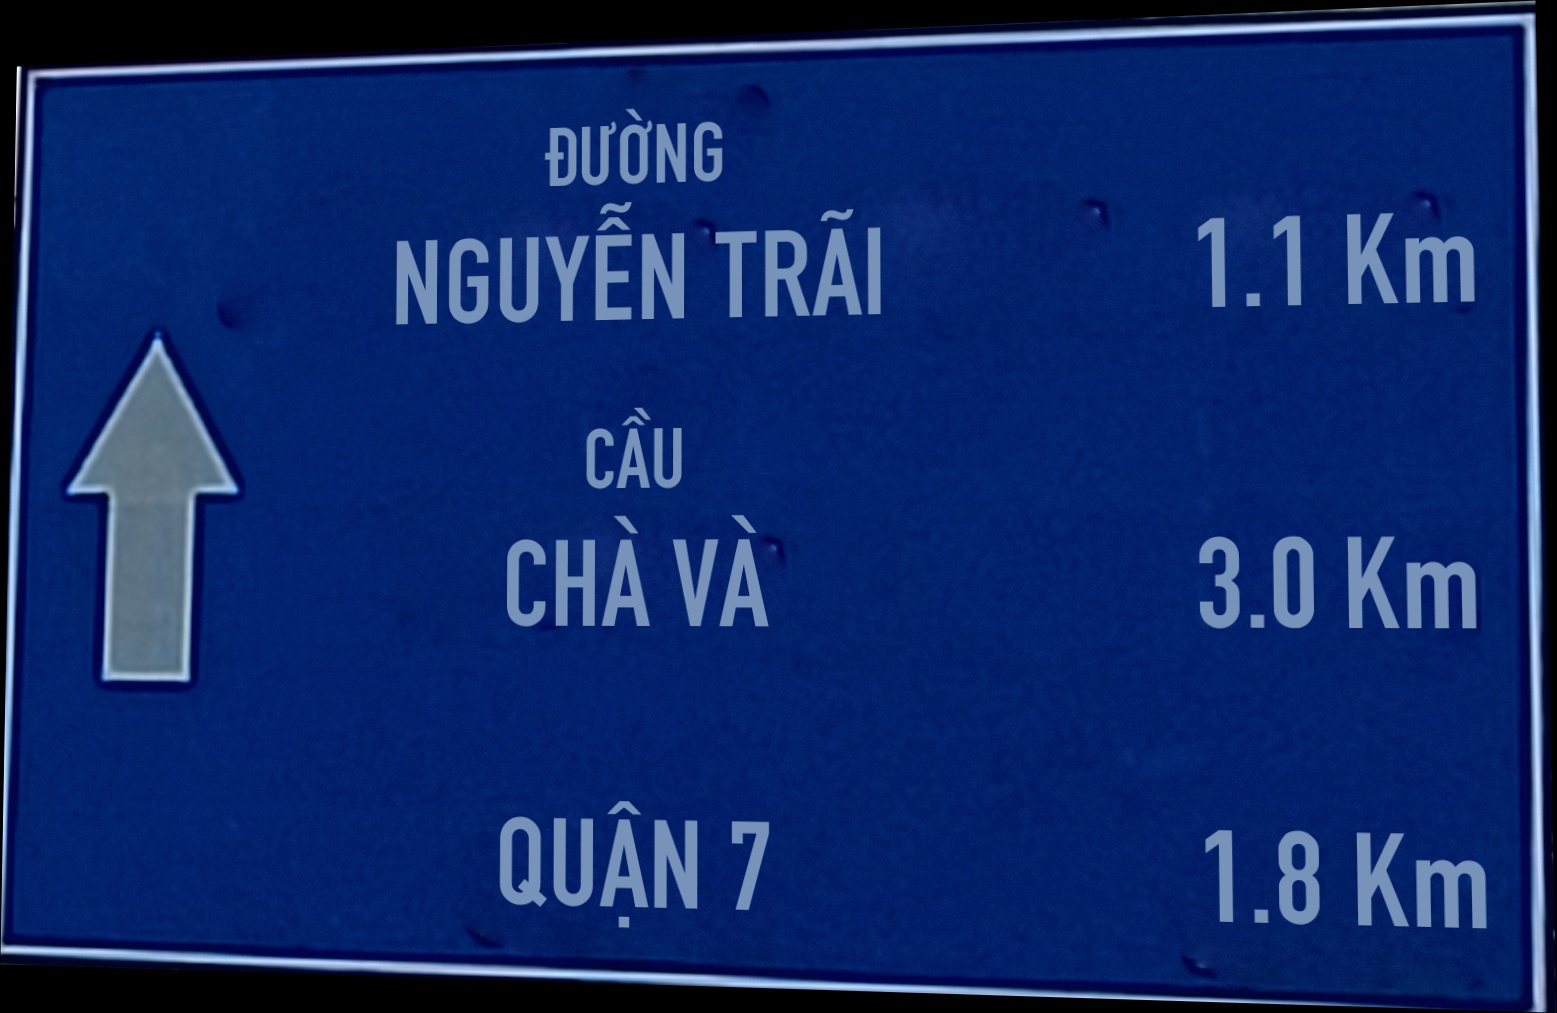 ĐƯỜNG
NGUYỄN TRÃI 1.1 Km
CẦU
CHÀ VÀ 3.0 Km
QUẬN 7 1.8 Km